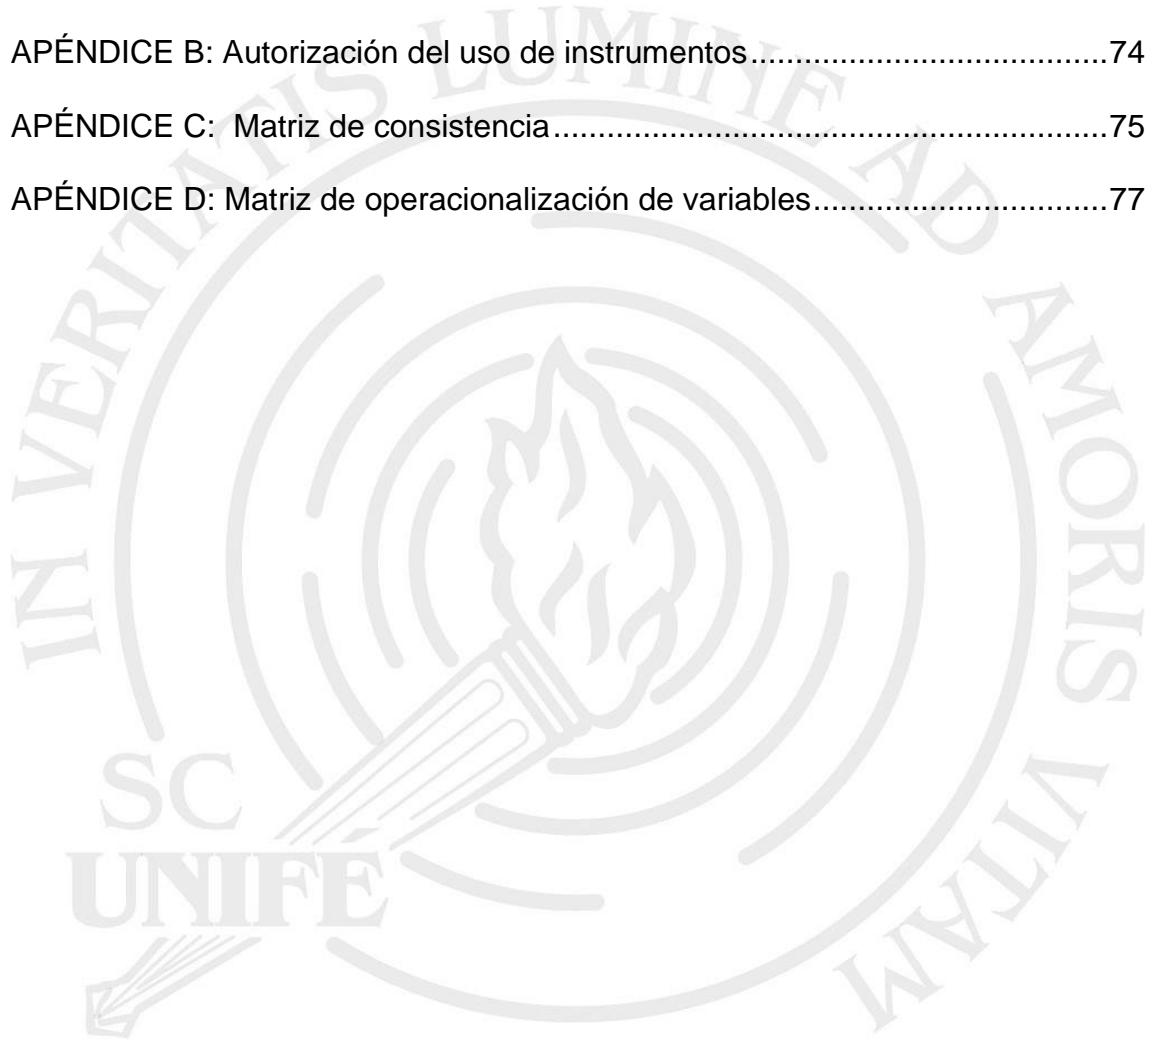 APÉNDICE B: Autorización del uso de instrumentos........................................74
APÉNDICE C:  Matriz de consistencia..............................................................75
APÉNDICE D: Matriz de operacionalización de variables.................................77
IN VERITATIS LUMINE AD AMORIS VITAM
SC
UNIFE